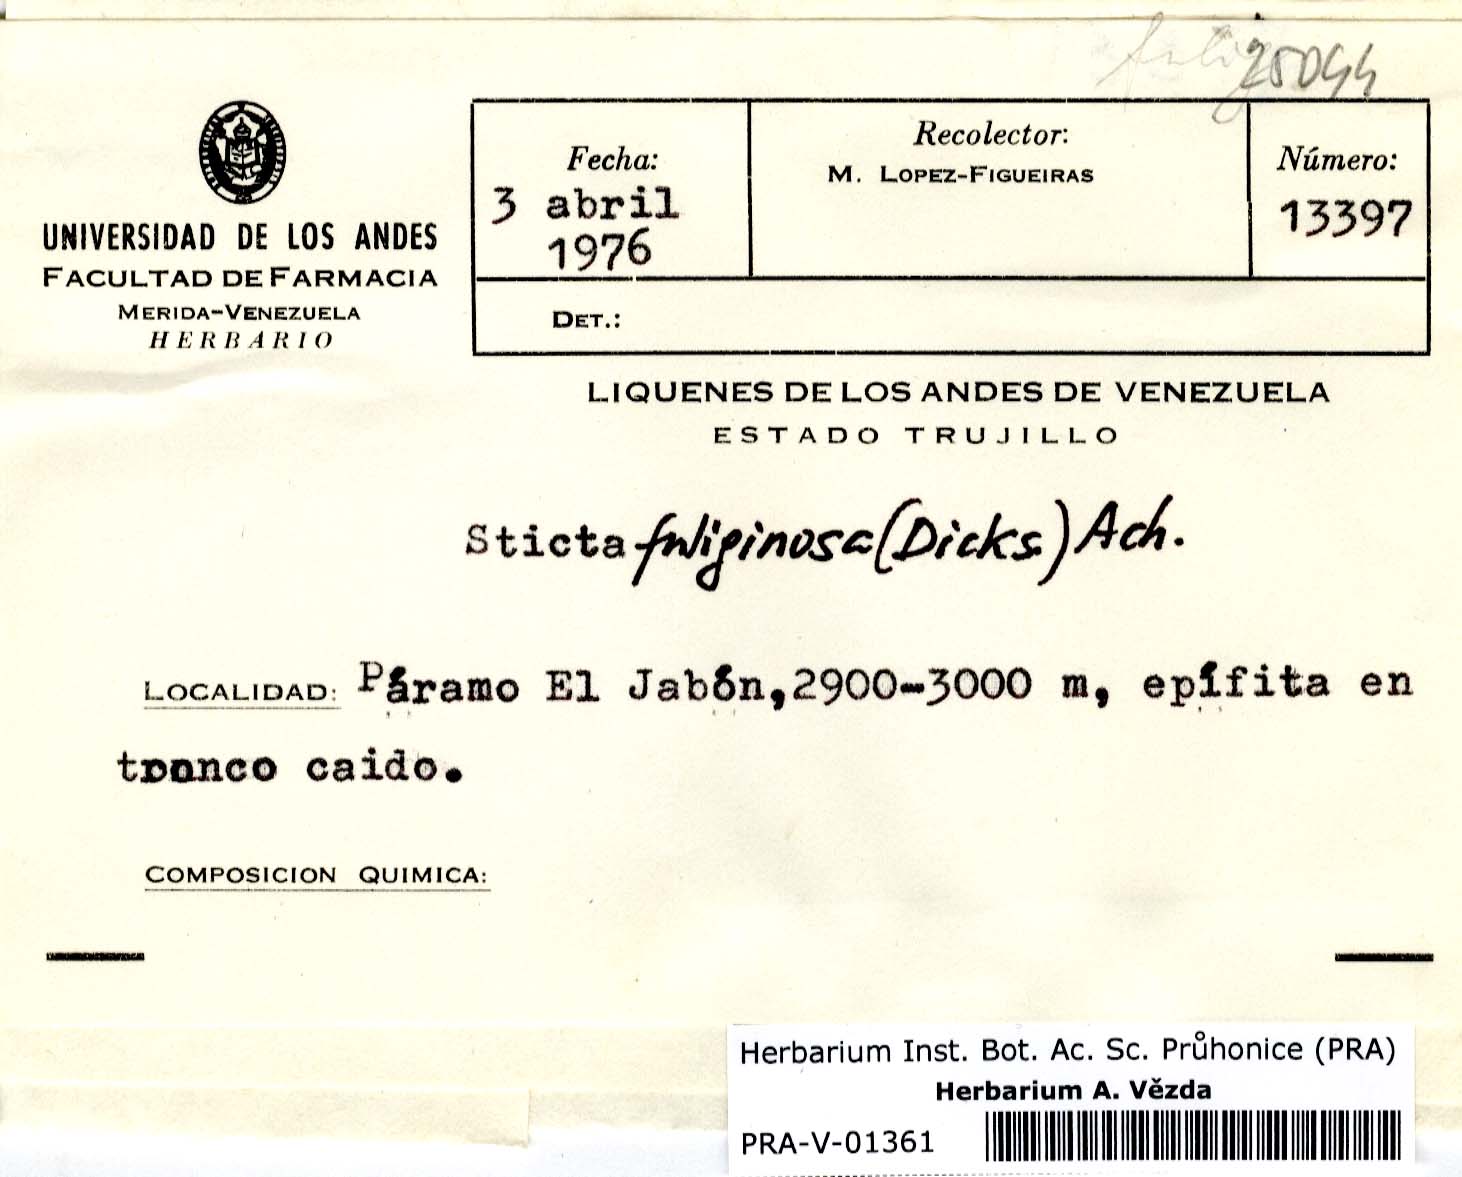 25044
UNIVERSIDAD DE LOS ANDES
FACULTAD DE FARMACIA
MERIDA-VENEZUELA
HERBARIO
Fecha:
3 abril
1976
Recolector:
M. LOPEZ-FIGUEIRAS
Número:
13397
DET.:
LIQUENES DE LOS ANDES DE VENEZUELA
ESTADO TRUJILLO
Sticta fuliginosa (Dicks.) Ach.
LOCALIDAD: Páramo El Jabón, 2900-3000 m, epífita en
tronco caido.
COMPOSICION QUIMICA:
Herbarium Inst. Bot. Ac. Sc. Průhonice (PRA)
Herbarium A. Vězda
PRA-V-01361